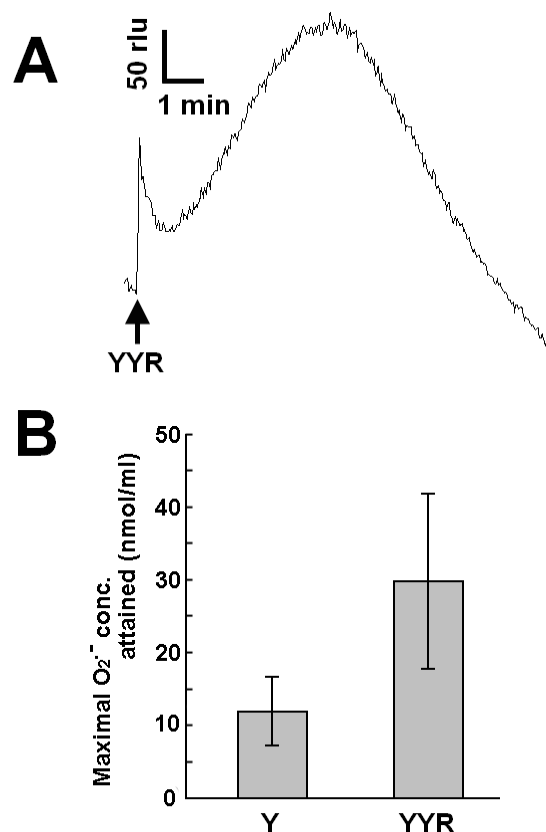 A
50 rlu
1 min
YYR
B
Maximal O₂·⁻ conc.
attained (nmol/ml)
50
40
30
20
10
0
Y
YYR